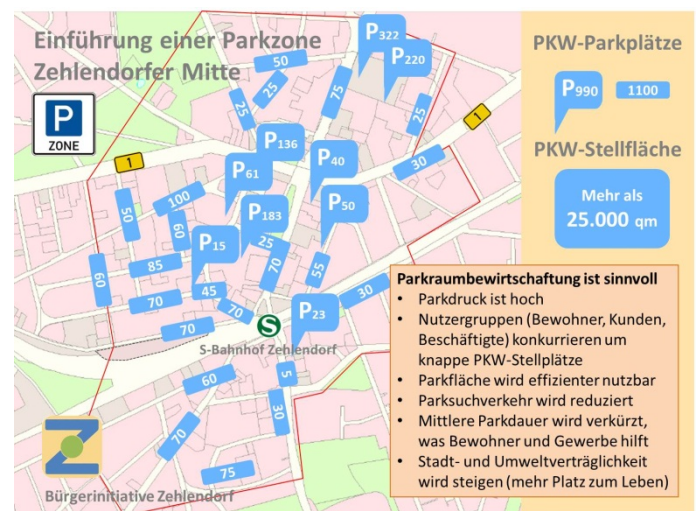 Einführung einer Parkzone
Zehlendorfer Mitte
P
ZONE
PKW-Parkplätze
P990
1100
PKW-Stellfläche
Mehr als
25.000 qm
P322
P220
50
25
25
75
25
1
1
P136
P40
30
P61
P50
100
P183
50
60
25
P15
70
55
60
85
45
70
70
70
30
P23
S
S-Bahnhof Zehlendorf
60
5
30
70
75
Parkraumbewirtschaftung ist sinnvoll
• Parkdruck ist hoch
• Nutzergruppen (Bewohner, Kunden,
Beschäftigte) konkurrieren um
knappe PKW-Stellplätze
• Parkfläche wird effizienter nutzbar
• Parksuchverkehr wird reduziert
• Mittlere Parkdauer wird verkürzt,
was Bewohner und Gewerbe hilft
• Stadt- und Umweltverträglichkeit
wird steigen (mehr Platz zum Leben)
Z
Bürgerinitiative Zehlendorf